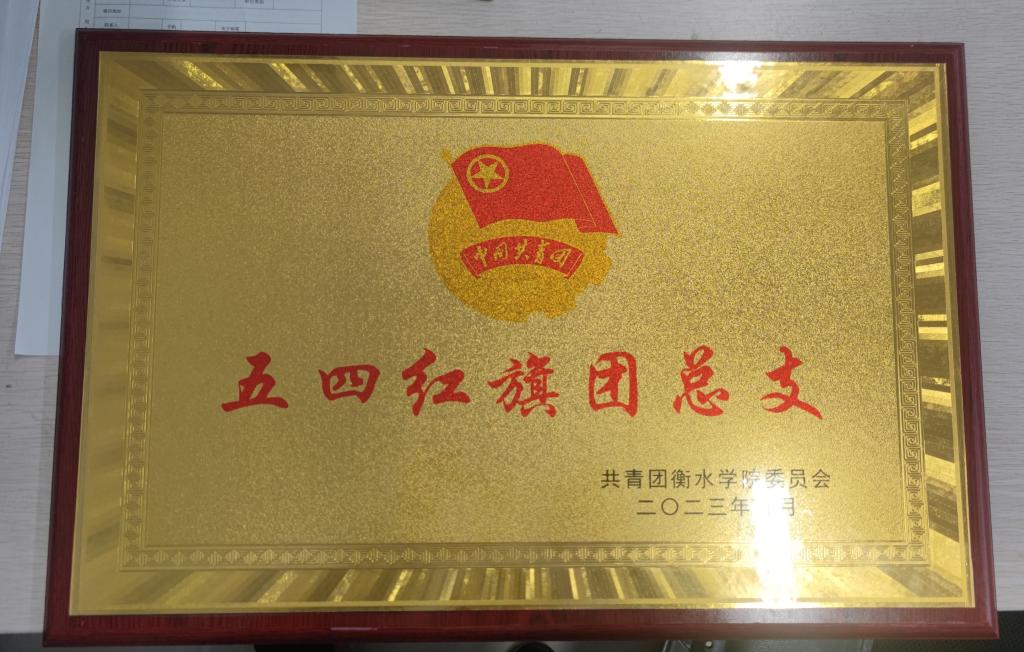 中国共青团
五四红旗团总支
共青团衡水学院委员会
二〇二三年 月